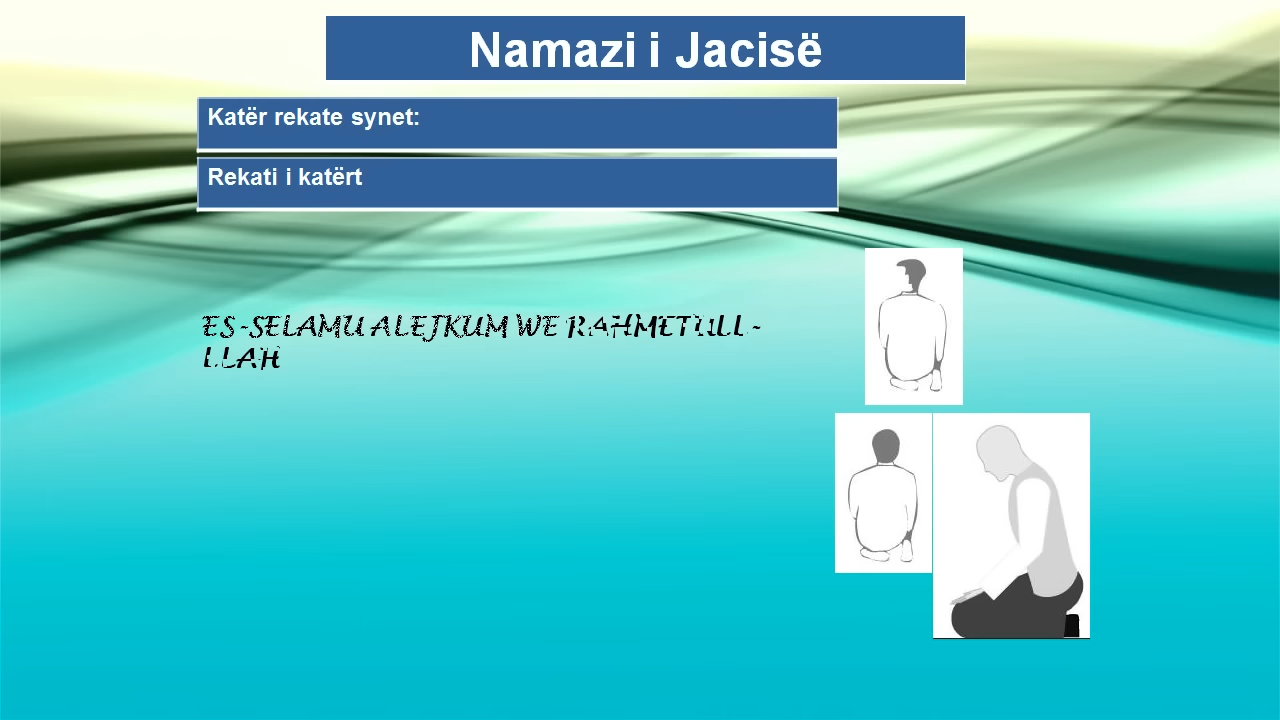 Namazi i Jacisë
Katër rekate synet:
Rekati i katërt
ES-SELAMU ALEJKUM WE RAHMETULL-
LLAH